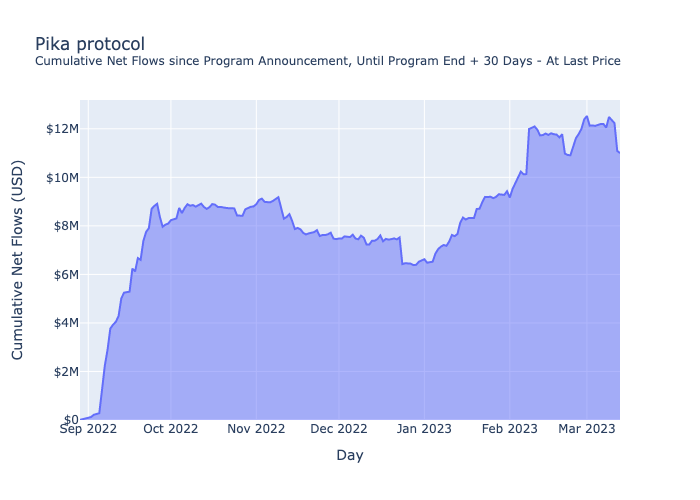 Pika protocol
Cumulative Net Flows since Program Announcement, Until Program End + 30 Days - At Last Price
Cumulative Net Flows (USD)
$12M
$10M
$8M
$6M
$4M
$2M
$0
Sep 2022 Oct 2022 Nov 2022 Dec 2022 Jan 2023 Feb 2023 Mar 2023
Day